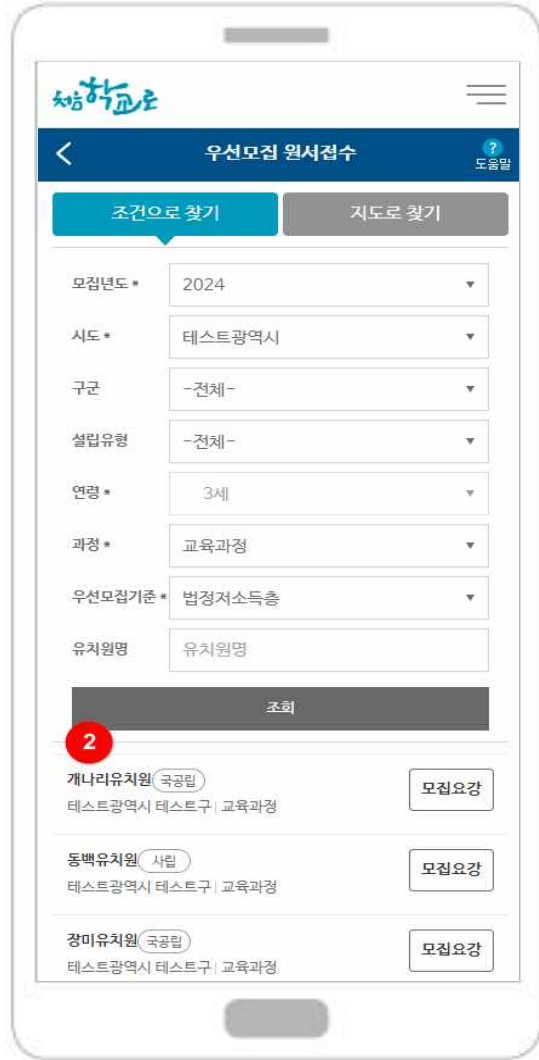 처음학교로
우선모집 원서접수
?
도움말
조건으로 찾기 지도로 찾기
모집년도 * 2024
시도 * 테스트광역시
구군 -전체-
설립유형 -전체-
연령 * 3세
과정 * 교육과정
우선모집기준 * 법정저소득층
유치원명 유치원명
조회
2
개나리유치원 국공립
테스트광역시 테스트구 | 교육과정
모집요강
동백유치원 사립
테스트광역시 테스트구 | 교육과정
모집요강
장미유치원 국공립
테스트광역시 테스트구 | 교육과정
모집요강